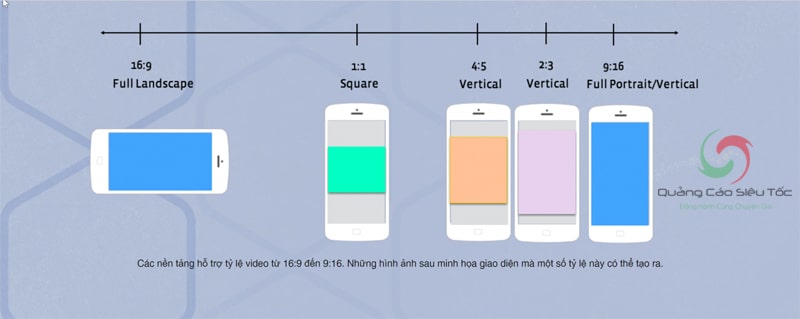 16:9
Full Landscape
1:1
Square
4:5
Vertical
2:3
Vertical
9:16
Full Portrait/Vertical
Quảng Cáo Siêu Tốc
Đồng Hành Cùng Chuyên Gia
Các nền tảng hỗ trợ tỷ lệ video từ 16:9 đến 9:16. Những hình ảnh sau minh họa giao diện mà một số tỷ lệ này có thể tạo ra.